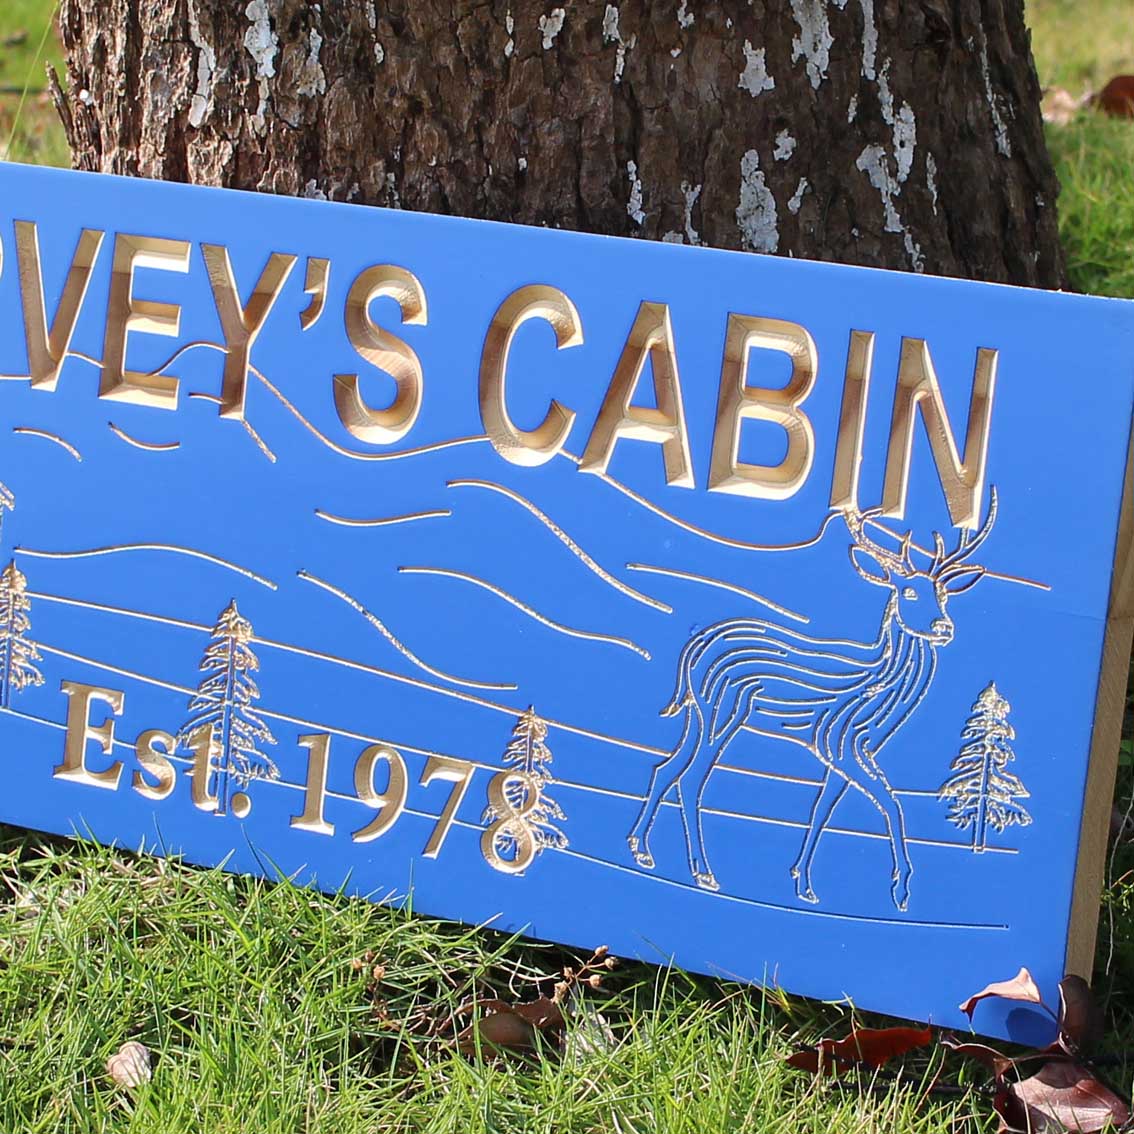 VEY'S CABIN
Est. 1978